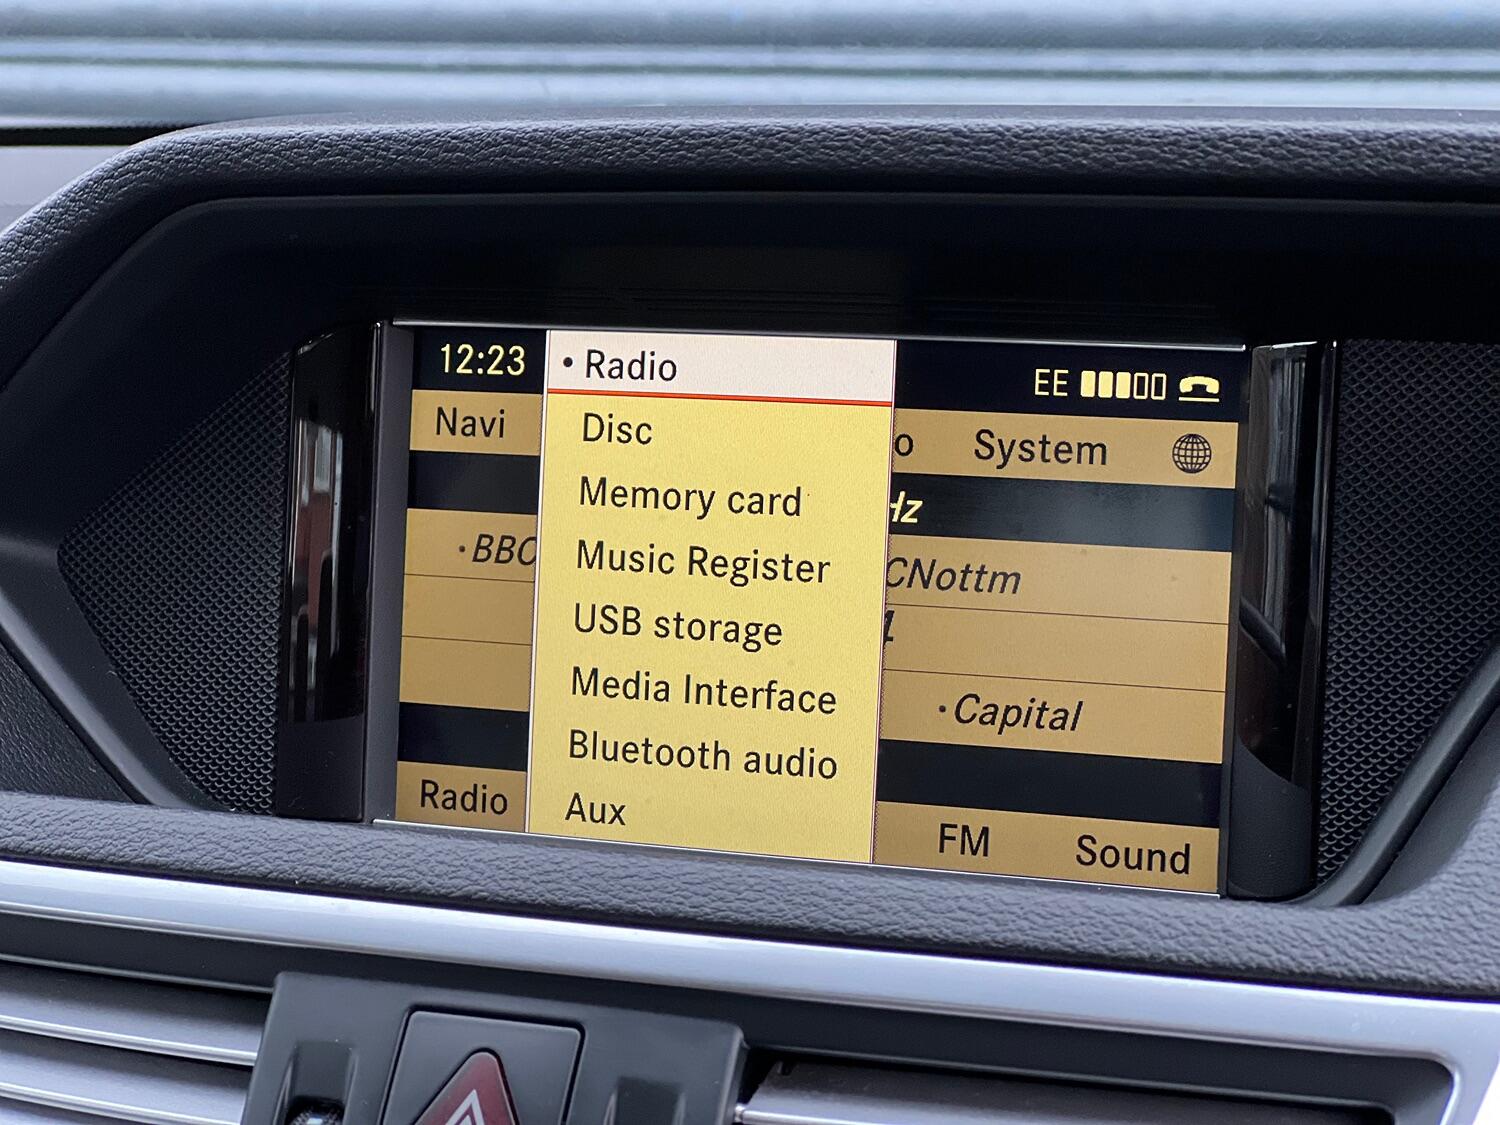 12:23
• Radio
EE
Navi
Disc
System
Memory card
Music Register
USB storage
Media Interface
Bluetooth audio
Aux
• Capital
Radio
FM
Sound